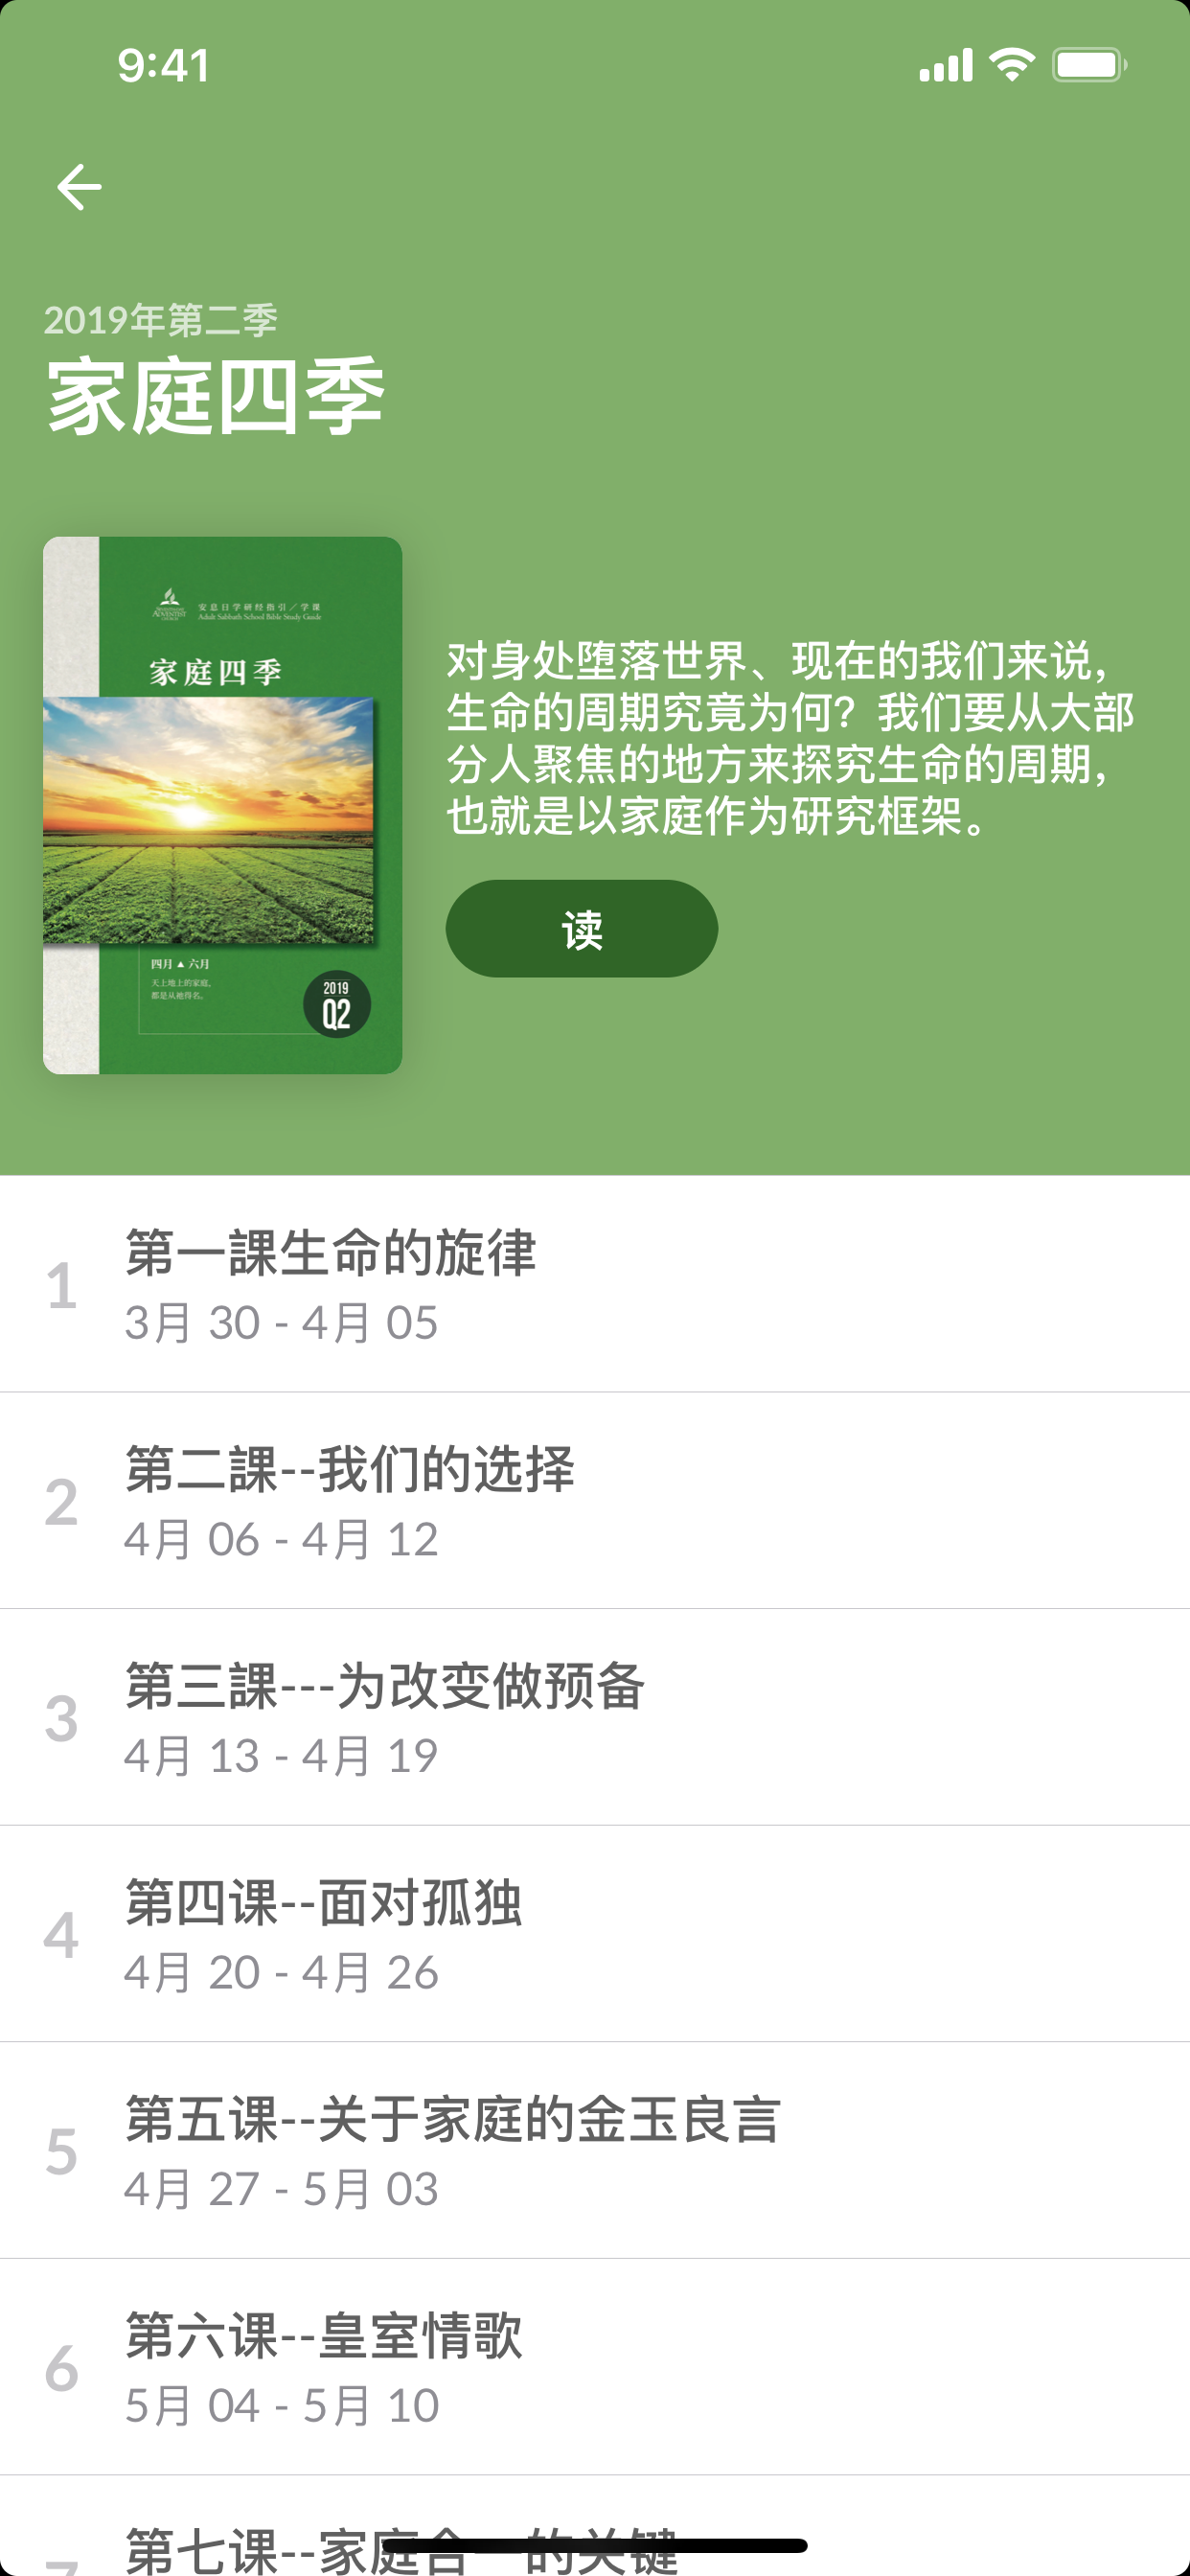 9:41
2019年第二季
家庭四季
安息日学研经指引／学课
Adult Sabbath School Bible Study Guide
ADVENTIST
CHURCH
家庭四季
四月▲六月
天上地上的家庭，
都是从祂得名。
2019
Q2
对身处堕落世界、现在的我们来说，
生命的周期究竟为何？我们要从大部
分人聚焦的地方来探究生命的周期，
也就是以家庭作为研究框架。
读
1
第一課生命的旋律
3月 30 - 4月 05
2
第二課--我们的选择
4月 06 - 4月 12
3
第三課---为改变做预备
4月 13 - 4月 19
4
第四课--面对孤独
4月 20 - 4月 26
5
第五课--关于家庭的金玉良言
4月 27 - 5月 03
6
第六课--皇室情歌
5月 04 - 5月 10
7
第七课--家庭合一的关键